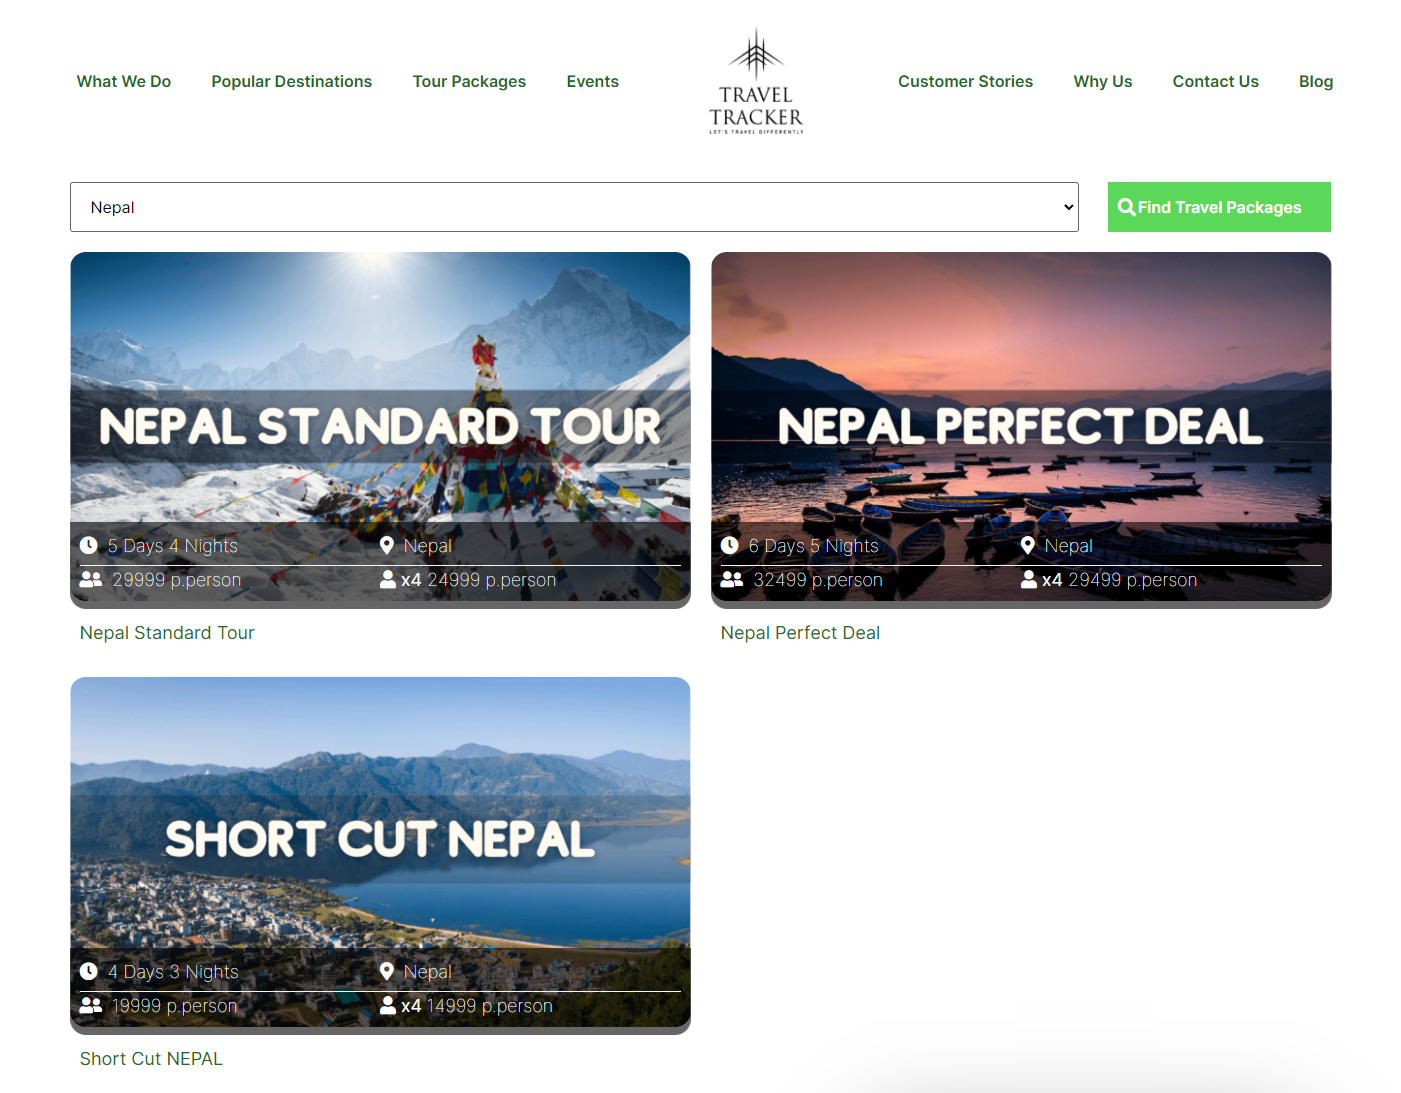 What We Do
Popular Destinations
Tour Packages
Events
TRAVEL
TRACKER
LET'S TRAVEL DIFFERENTLY
Customer Stories
Why Us
Contact Us
Blog
Nepal
Find Travel Packages
NEPAL STANDARD TOUR
5 Days 4 Nights
Nepal
29999 p.person
x4 24999 p.person
Nepal Standard Tour
NEPAL PERFECT DEAL
6 Days 5 Nights
Nepal
32499 p.person
x4 29499 p.person
Nepal Perfect Deal
SHORT CUT NEPAL
4 Days 3 Nights
Nepal
19999 p.person
x4 14999 p.person
Short Cut NEPAL